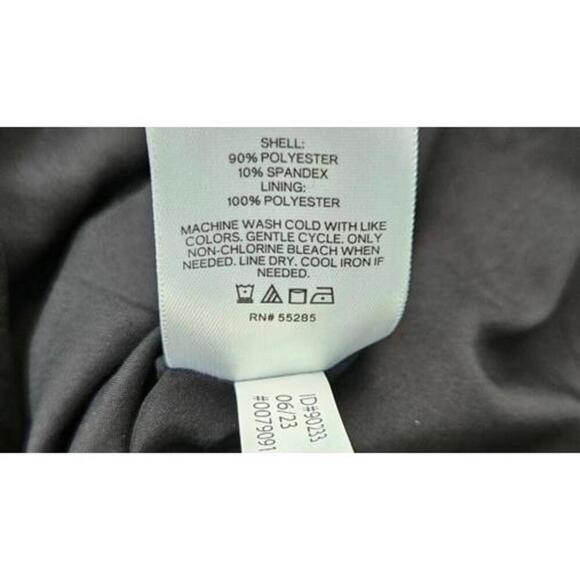 SHELL:
90% POLYESTER
10% SPANDEX
LINING:
100% POLYESTER
MACHINE WASH COLD WITH LIKE
COLORS. GENTLE CYCLE. ONLY
NON-CHLORINE BLEACH WHEN
NEEDED. LINE DRY. COOL IRON IF
NEEDED.
RN# 55285
ID#90233
06/23
#0079091